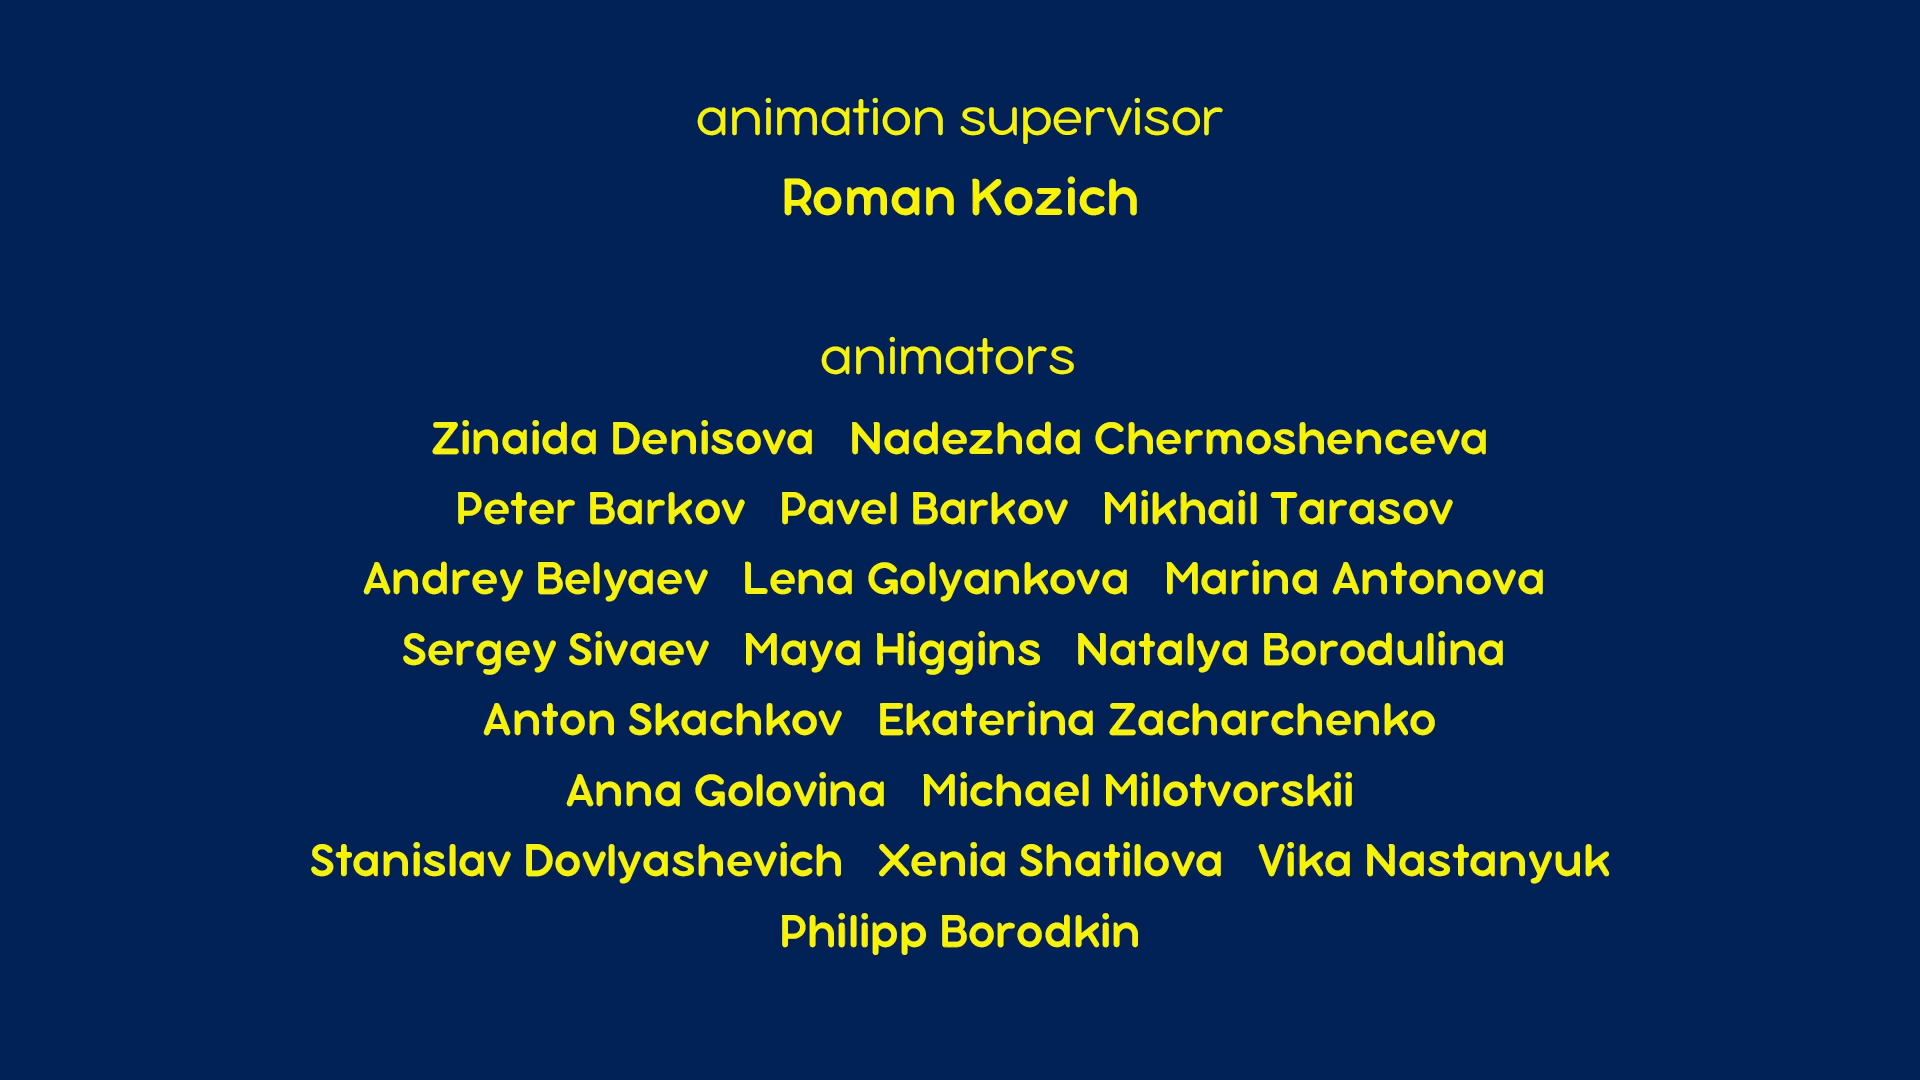 animation supervisor
Roman Kozich
animators
Zinaida Denisova Nadezhda Chermoshenceva
Peter Barkov Pavel Barkov Mikhail Tarasov
Andrey Belyaev Lena Golyankova Marina Antonova
Sergey Sivaev Maya Higgins Natalya Borodulina
Anton Skachkov Ekaterina Zacharchenko
Anna Golovina Michael Milotvorskii
Stanislav Dovlyashevich Xenia Shatilova Vika Nastanyuk
Philipp Borodkin